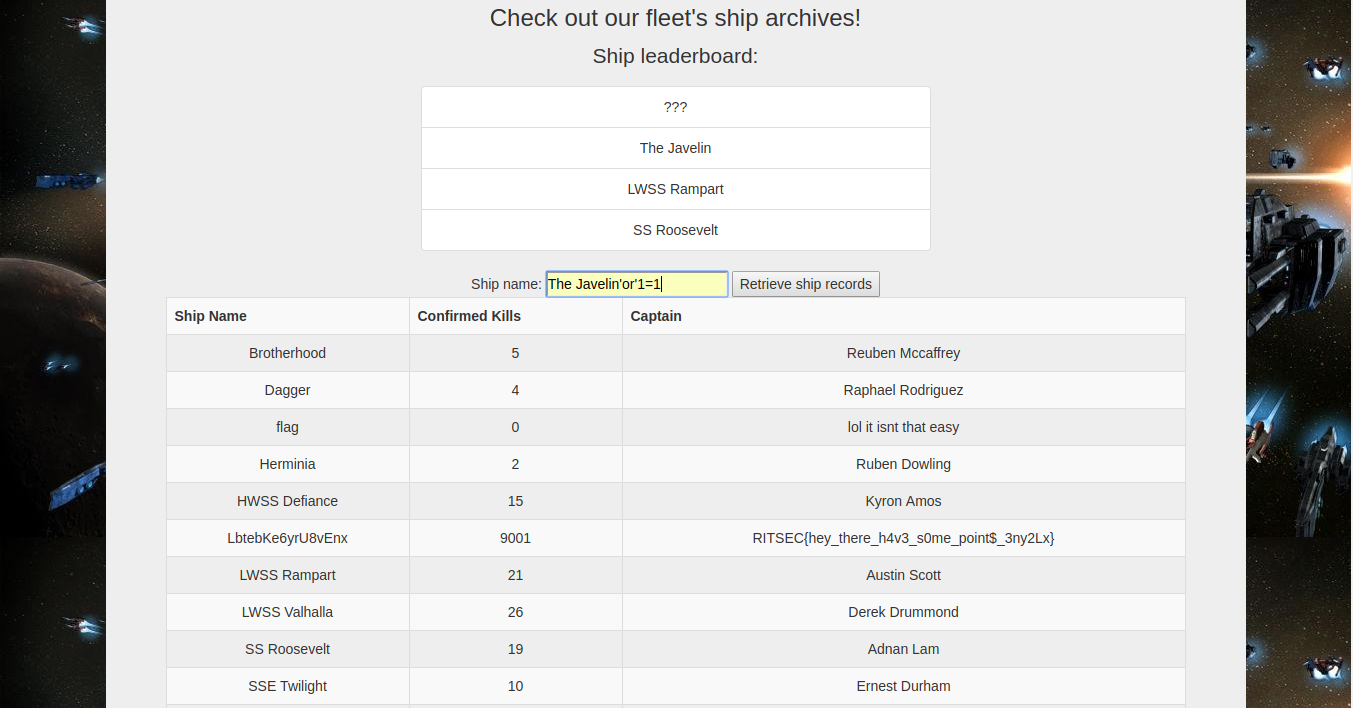 Check out our fleet's ship archives!
Ship leaderboard:
???
The Javelin
LWSS Rampart
SS Roosevelt
Ship name: The Javelin'or'1=1 Retrieve ship records
Ship Name Confirmed Kills Captain
Brotherhood 5 Reuben Mccaffrey
Dagger 4 Raphael Rodriguez
flag 0 lol it isnt that easy
Herminia 2 Ruben Dowling
HWSS Defiance 15 Kyron Amos
LbtebKe6yrU8vEnx 9001 RITSEC{hey_there_h4v3_s0me_point$_3ny2Lx}
LWSS Rampart 21 Austin Scott
LWSS Valhalla 26 Derek Drummond
SS Roosevelt 19 Adnan Lam
SSE Twilight 10 Ernest Durham